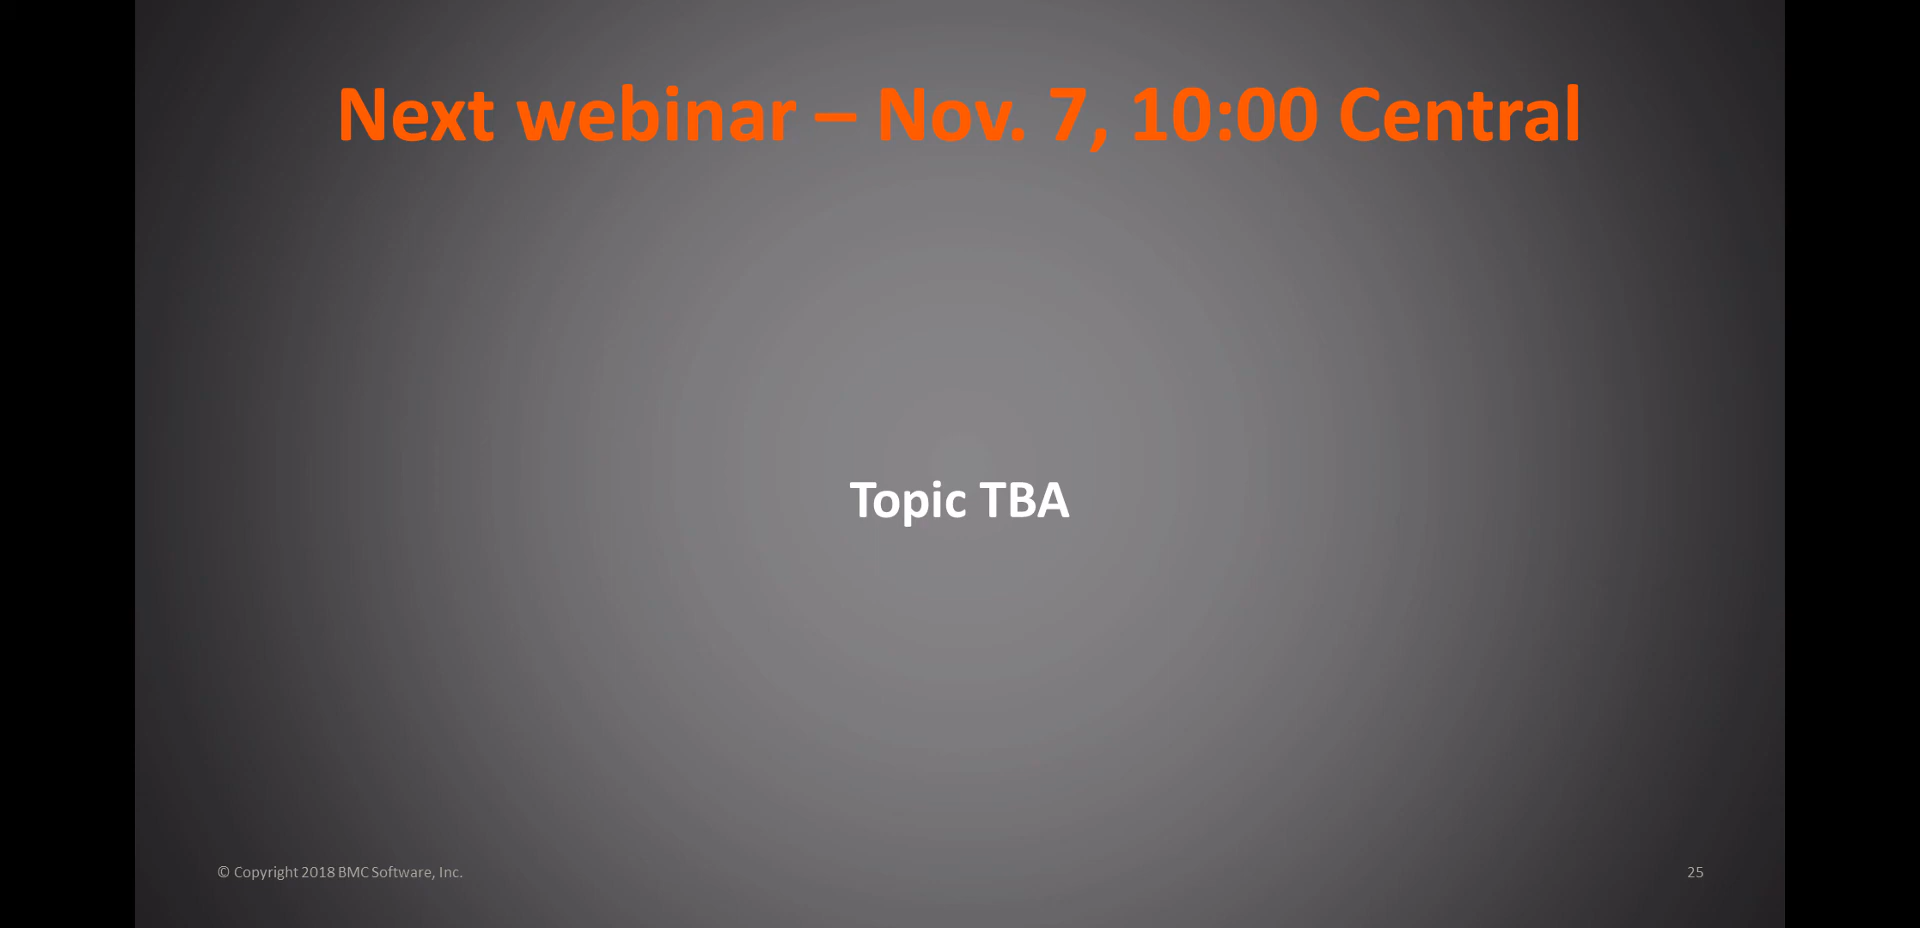 Next webinar – Nov. 7, 10:00 Central
Topic TBA
© Copyright 2018 BMC Software, Inc.
25